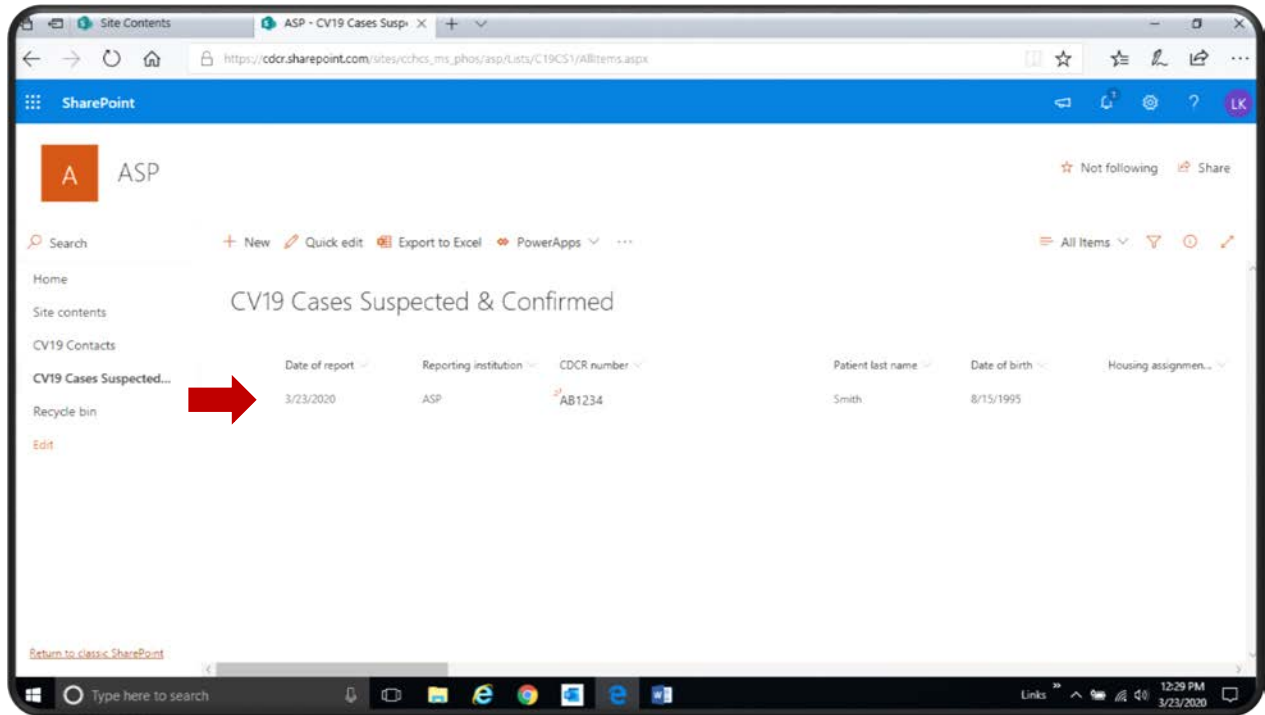 Site Contents
ASP - CV19 Cases Susp
https://cdcr.sharepoint.com/sites/cchcs_ms_phos/asp/Lists/C19CS1/AllItems.aspx
SharePoint
1
LK
A
ASP
Not following
Share
Search
+ New
Quick edit
Export to Excel
PowerApps
...
All Items
Home
Site contents
CV19 Contacts
CV19 Cases Suspected...
Recycle bin
Edit
CV19 Cases Suspected & Confirmed
Date of report
Reporting institution
CDCR number
Patient last name
Date of birth
Housing assignmen...
3/23/2020
ASP
AB1234
Smith
8/15/1995
Return to classic SharePoint
Type here to search
Links
12:29 PM
3/23/2020